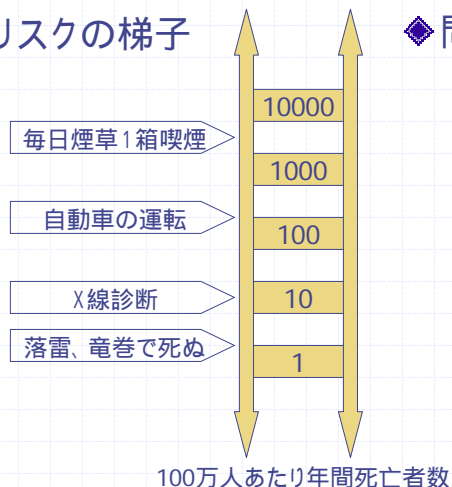 リスクの梯子
◆問
10000
毎日煙草1箱喫煙
1000
自動車の運転
100
X線診断
10
落雷、竜巻で死ぬ
1
100万人あたり年間死亡者数